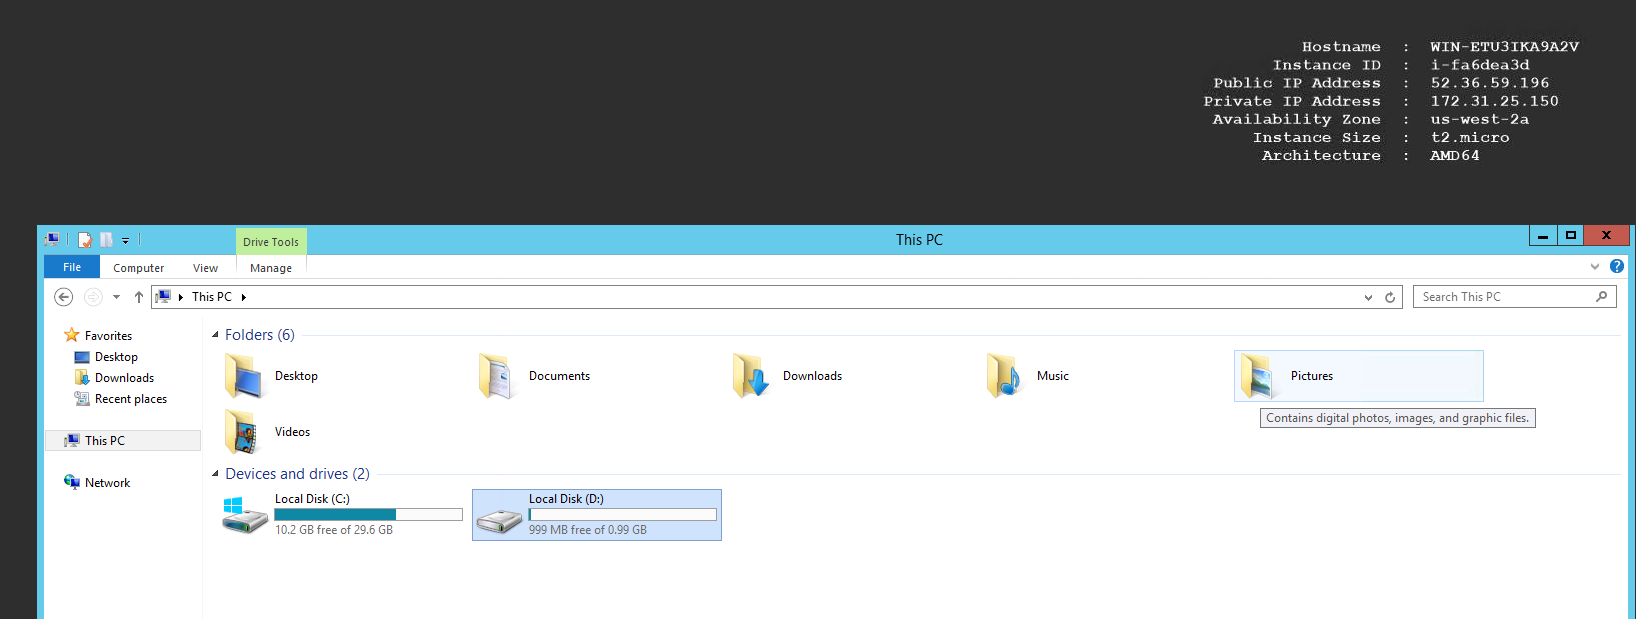 Hostname : WIN-ETU3IKA9A2V
Instance ID : i-fa6dea3d
Public IP Address : 52.36.59.196
Private IP Address : 172.31.25.150
Availability Zone : us-west-2a
Instance Size : t2.micro
Architecture : AMD64
Drive Tools
This PC
File Computer View Manage
This PC
Search This PC
Favorites
Desktop
Downloads
Recent places
This PC
Network
Folders (6)
Desktop
Documents
Downloads
Music
Pictures
Contains digital photos, images, and graphic files.
Videos
Devices and drives (2)
Local Disk (C:)
10.2 GB free of 29.6 GB
Local Disk (D:)
999 MB free of 0.99 GB